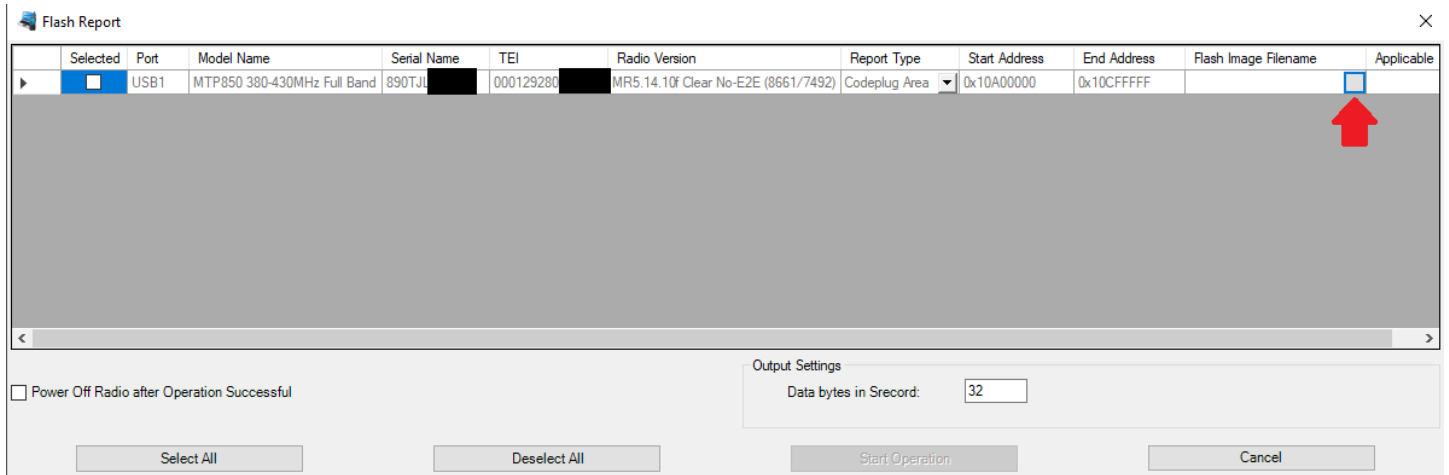 Flash Report
Selected Port Model Name Serial Name TEI Radio Version Report Type Start Address End Address Flash Image Filename Applicable
USB1 MTP850 380-430MHz Full Band 890TJL 000129280 MR5.14.10f Clear No-E2E (8661/7492) Codeplug Area 0x10A00000 0x10CFFFFF
Output Settings
Power Off Radio after Operation Successful Data bytes in Srecord: 32
Select All Deselect All Start Operation Cancel